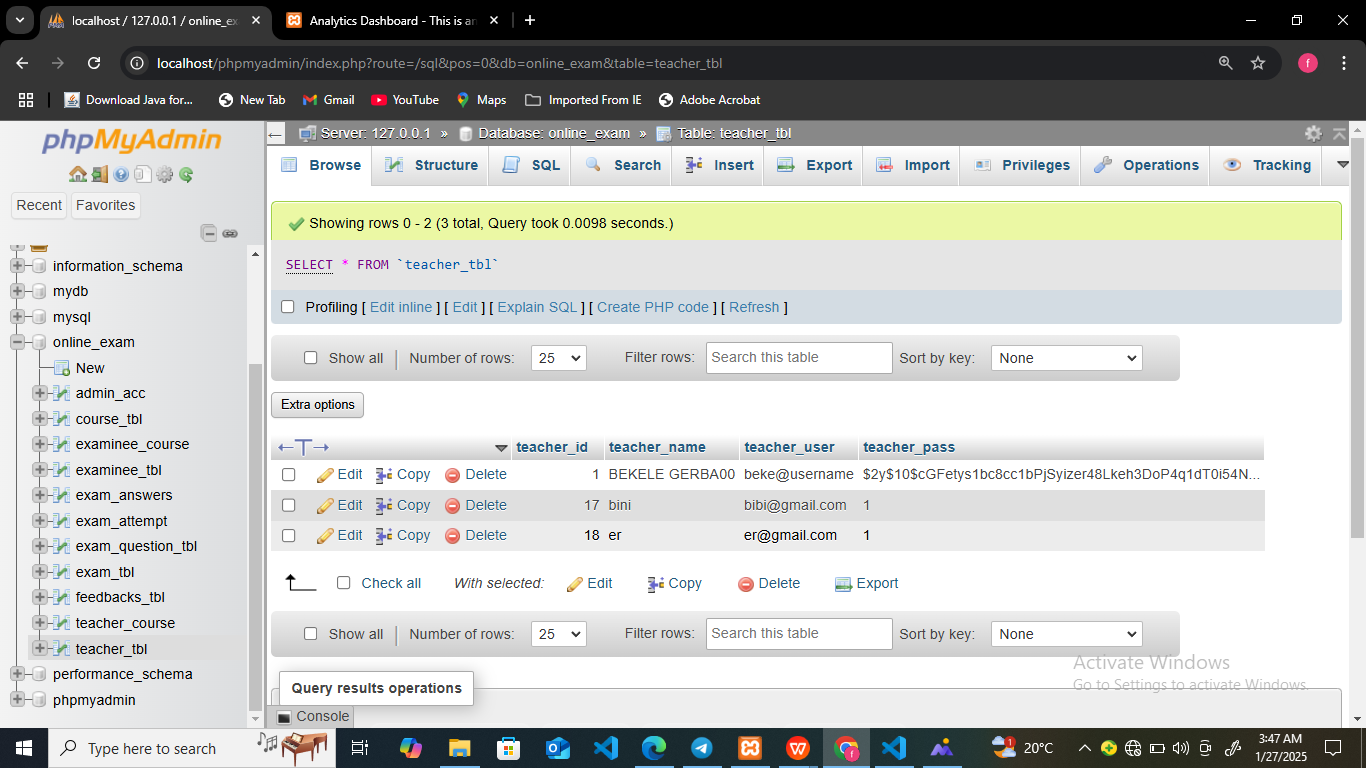 localhost / 127.0.0.1 / online_ex
Analytics Dashboard - This is an
localhost/phpmyadmin/index.php?route=/sql&pos=0&db=online_exam&table=teacher_tbl
f
Download Java for...
New Tab
Gmail
YouTube
Maps
Imported From IE
Adobe Acrobat
phpMyAdmin
Recent
Favorites
information_schema
mydb
mysql
online_exam
New
admin_acc
course_tbl
examinee_course
examinee_tbl
exam_answers
exam_attempt
exam_question_tbl
exam_tbl
feedbacks_tbl
teacher_course
teacher_tbl
performance_schema
phpmyadmin
Server: 127.0.0.1 » Database: online_exam » Table: teacher_tbl
Browse Structure SQL Search Insert Export Import Privileges Operations Tracking
Showing rows 0 - 2 (3 total, Query took 0.0098 seconds.)
SELECT * FROM `teacher_tbl`
Profiling [ Edit inline ] [ Edit ] [ Explain SQL ] [ Create PHP code ] [ Refresh ]
Show all | Number of rows: 25 Filter rows: Search this table Sort by key: None
Extra options
teacher_id teacher_name teacher_user teacher_pass
Edit Copy Delete 1 BEKELE GERBA00 beke@username $2y$10$cGFetys1bc8cc1bPjSyizer48Lkeh3DoP4q1dT0i54N...
Edit Copy Delete 17 bini bibi@gmail.com 1
Edit Copy Delete 18 er er@gmail.com 1
Check all With selected: Edit Copy Delete Export
Show all | Number of rows: 25 Filter rows: Search this table Sort by key: None
Activate Windows
Go to Settings to activate Windows.
Query results operations
Console
Type here to search
1
20°C
3:47 AM
1/27/2025